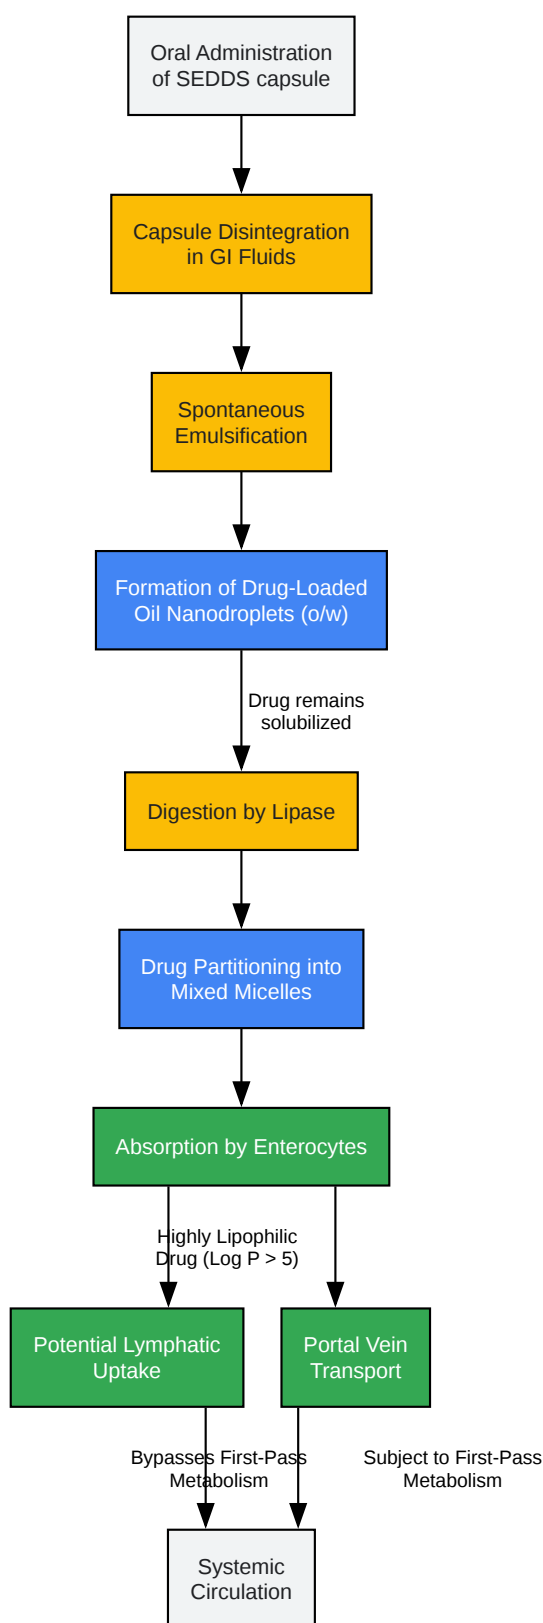 Oral Administration
of SEDDS capsule
Capsule Disintegration
in GI Fluids
Spontaneous
Emulsification
Formation of Drug-Loaded
Oil Nanodroplets (o/w)
Drug remains
solubilized
Digestion by Lipase
Drug Partitioning into
Mixed Micelles
Absorption by Enterocytes
Highly Lipophilic
Drug (Log P > 5)
Potential Lymphatic
Uptake
Portal Vein
Transport
Bypasses First-Pass
Metabolism
Subject to First-Pass
Metabolism
Systemic
Circulation